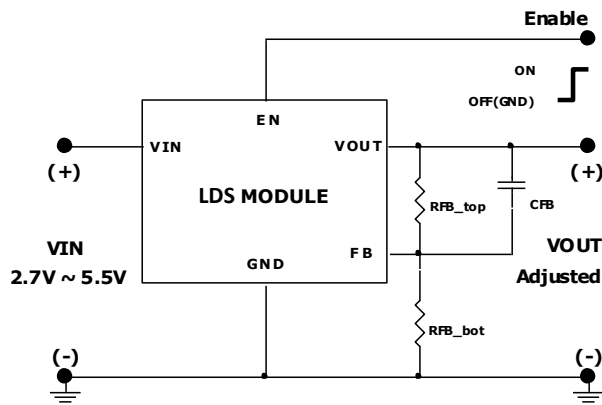 Enable
ON
OFF(GND)
EN
VIN
VOUT
(+)
(+)
LDS MODULE
RFB_top
CFB
VIN
2.7V ~ 5.5V
GND
FB
VOUT
Adjusted
RFB_bot
(-)
(-)